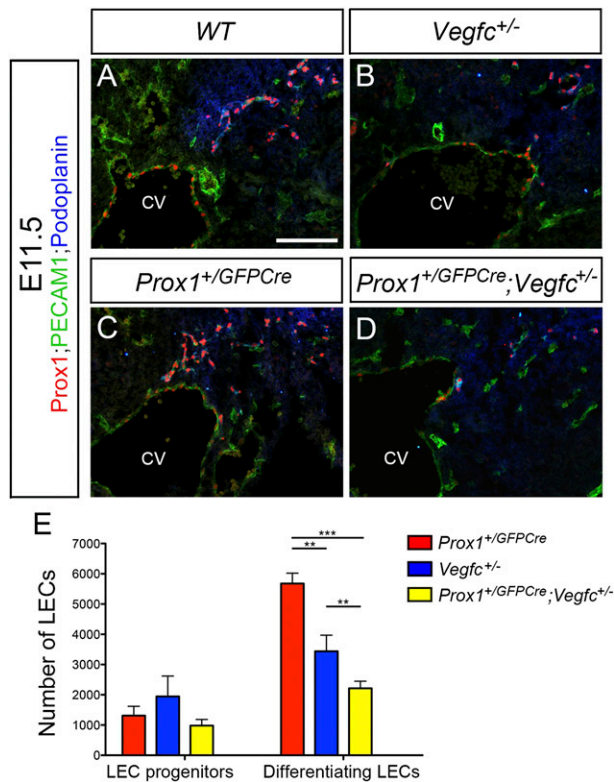 WT
Vegfc+/-
E11.5
Prox1;PECAM1;Podoplanin
A
CV
B
CV
Prox1+/GFPCre
Prox1+/GFPCre;Vegfc+/-
C
CV
D
CV
E
Number of LECs
7000
6000
5000
4000
3000
2000
1000
0
***
**
**
LEC progenitors
Differentiating LECs
Prox1+/GFPCre
Vegfc+/-
Prox1+/GFPCre;Vegfc+/-